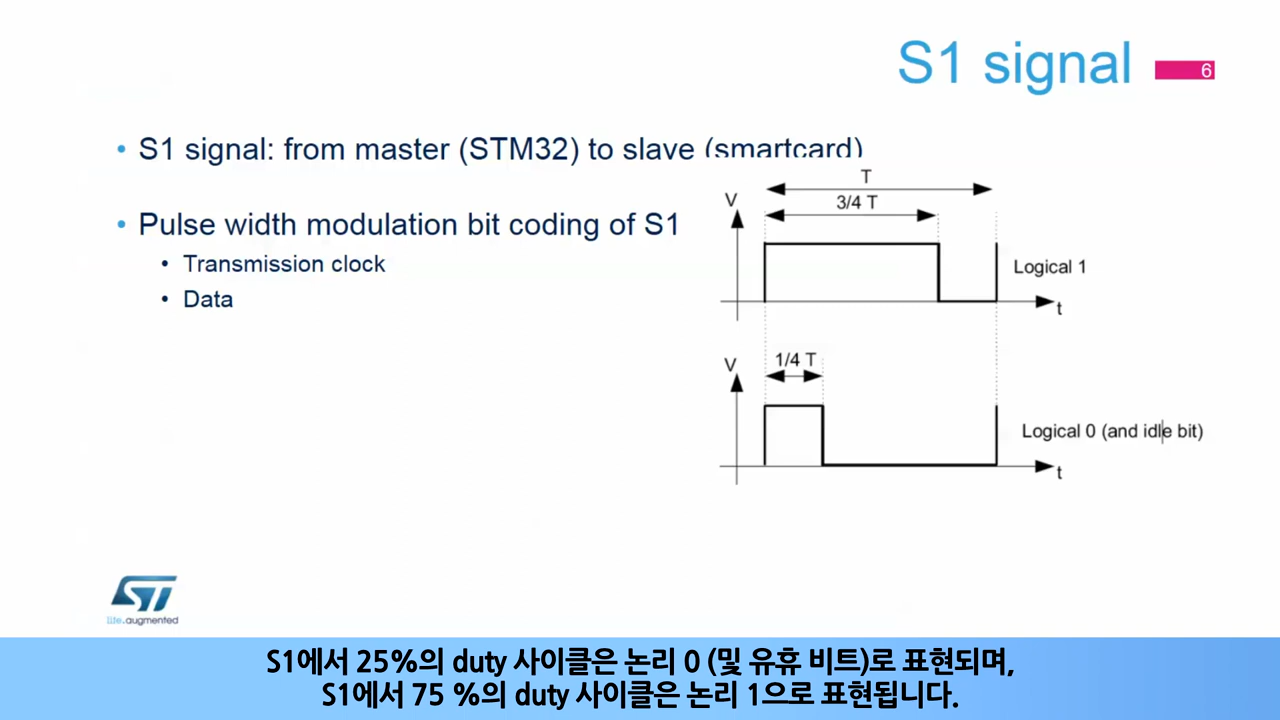 S1 signal
6
• S1 signal: from master (STM32) to slave (smartcard)
• Pulse width modulation bit coding of S1
• Transmission clock
• Data
T
3/4 T
V
Logical 1
t
1/4 T
V
Logical 0 (and idle bit)
t
ST
life.augmented
S1에서 25%의 duty 사이클은 논리 0 (및 유휴 비트)로 표현되며,
S1에서 75 %의 duty 사이클은 논리 1으로 표현됩니다.